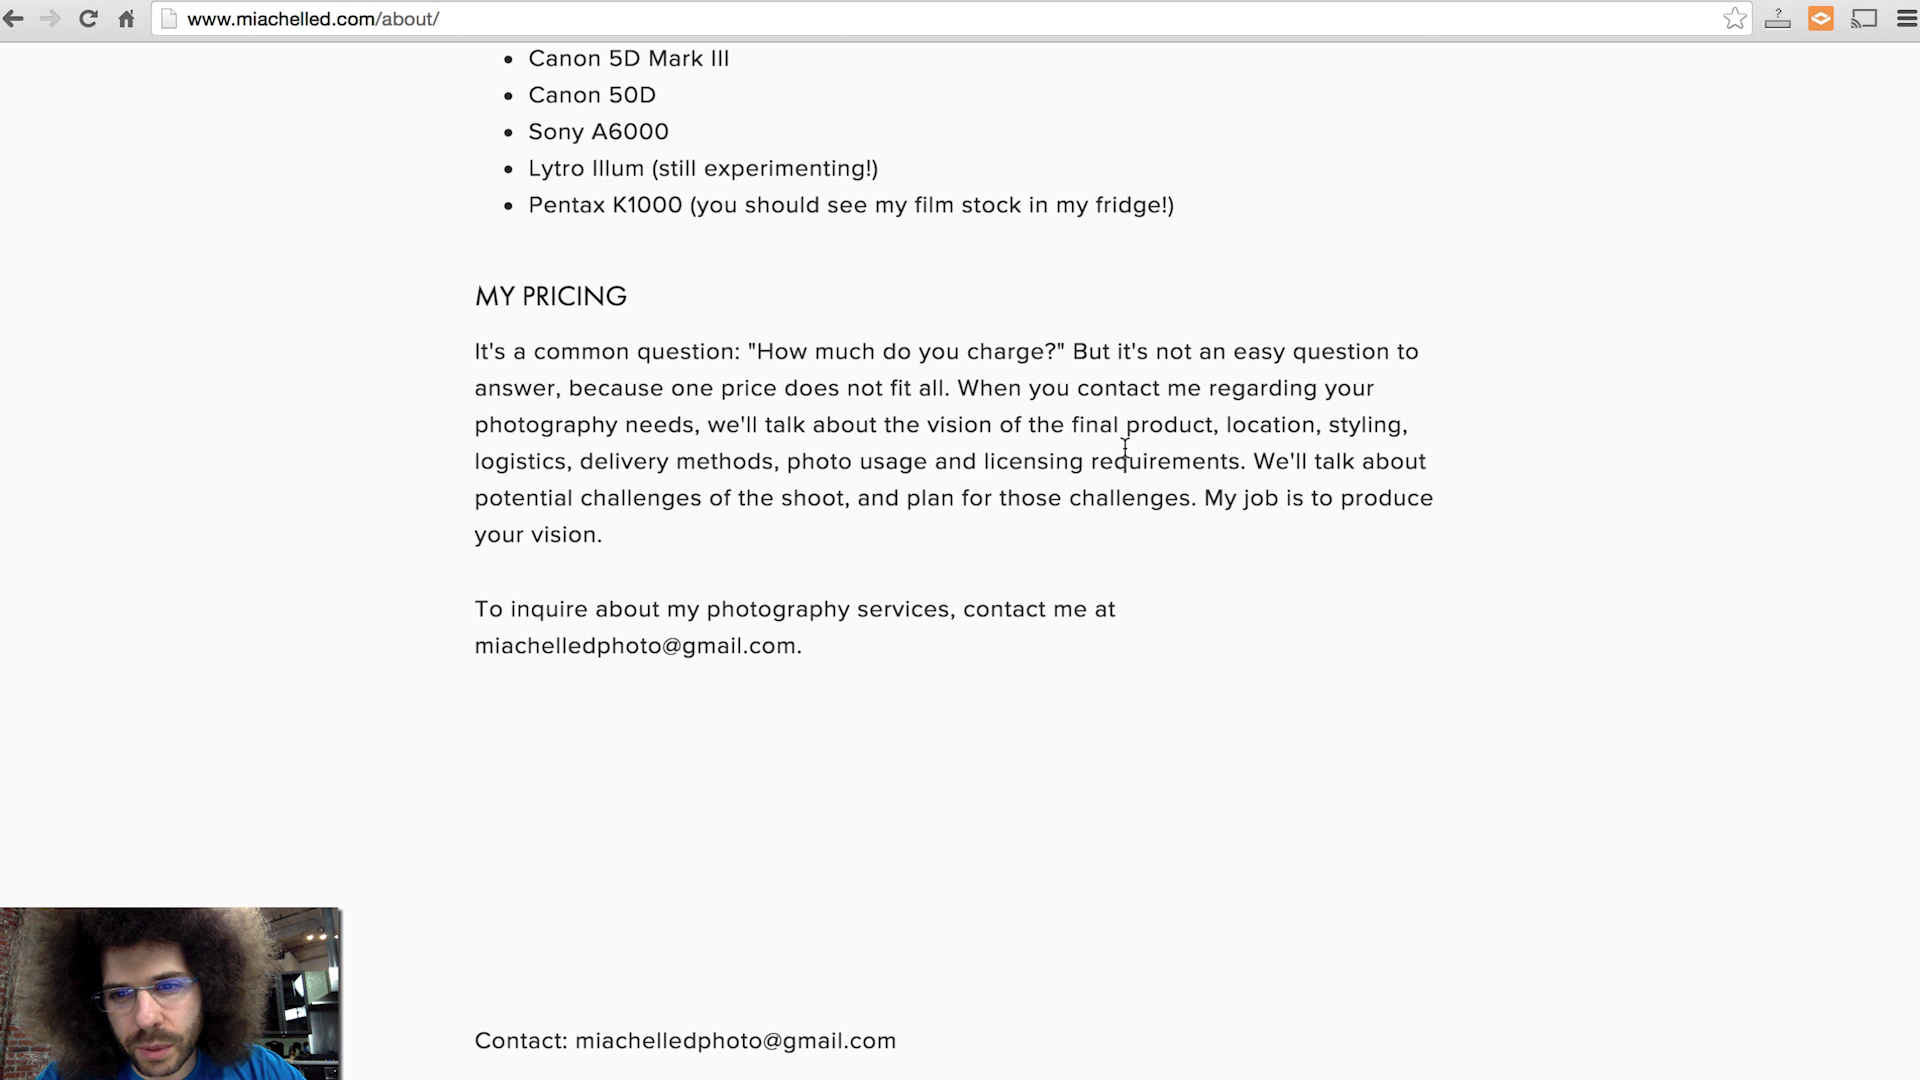 www.miachelled.com/about/
?
• Canon 5D Mark III
• Canon 50D
• Sony A6000
• Lytro Illum (still experimenting!)
• Pentax K1000 (you should see my film stock in my fridge!)
MY PRICING
It's a common question: "How much do you charge?" But it's not an easy question to
answer, because one price does not fit all. When you contact me regarding your
photography needs, we'll talk about the vision of the final product, location, styling,
logistics, delivery methods, photo usage and licensing requirements. We'll talk about
potential challenges of the shoot, and plan for those challenges. My job is to produce
your vision.
To inquire about my photography services, contact me at
miachelledphoto@gmail.com.
Contact: miachelledphoto@gmail.com